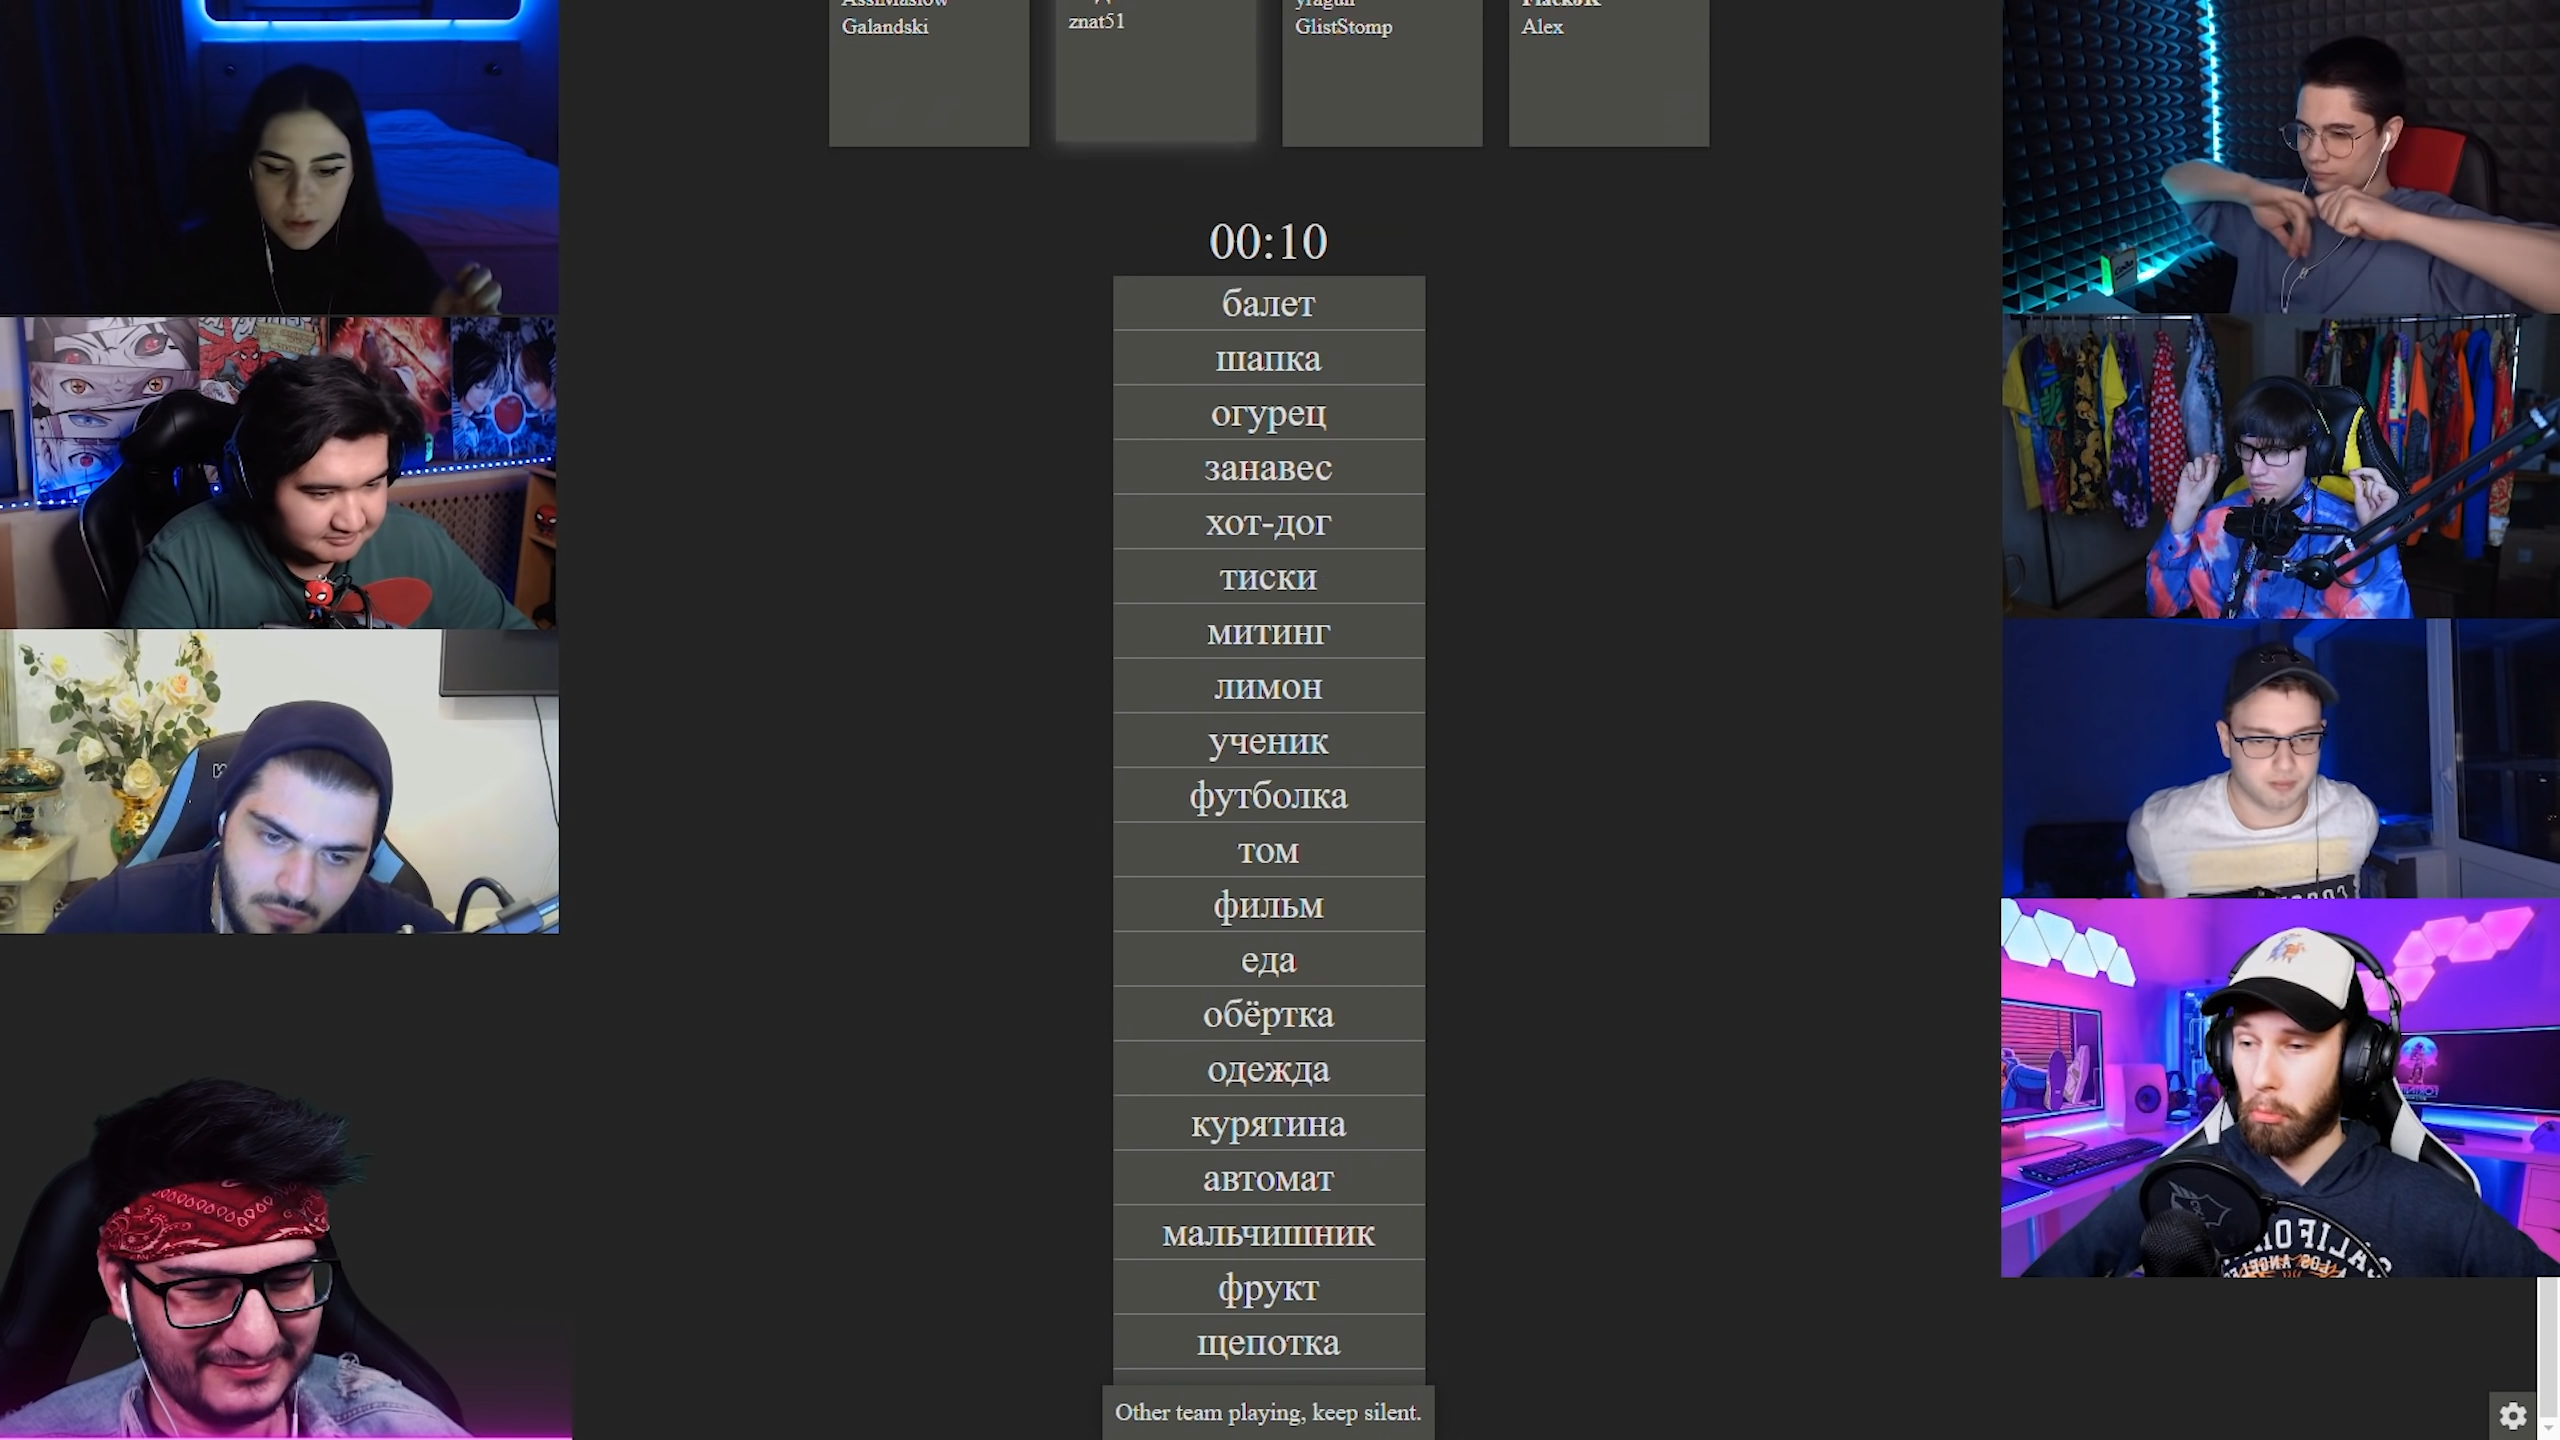 Galandski
znat51
GlistStomp
Alex
00:10
балет
шапка
огурец
занавес
хот-дог
тиски
митинг
лимон
ученик
футболка
том
фильм
еда
обёртка
одежда
курятина
автомат
мальчишник
фрукт
щепотка
Other team playing, keep silent.